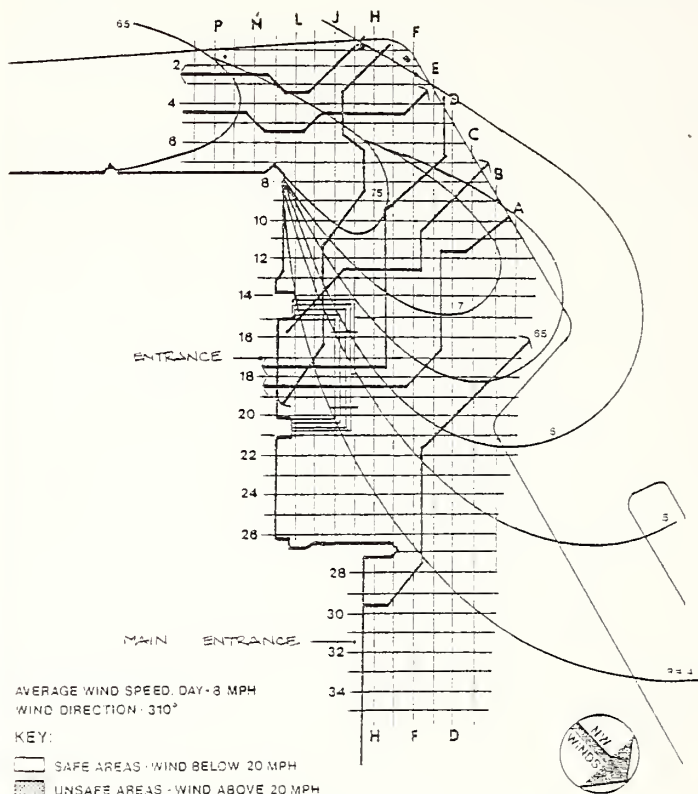 65
P N L J H F
E
D
C
B
A
2
4
6
8
10
12
14
16
ENTRANCE
18
20
22
24
26
28
30
MAIN ENTRANCE
32
34
75
7
65
6
5
H F D
AVERAGE WIND SPEED, DAY - 8 MPH
WIND DIRECTION - 310°
KEY:
SAFE AREAS - WIND BELOW 20 MPH
UNSAFE AREAS - WIND ABOVE 20 MPH
NW
WINDS